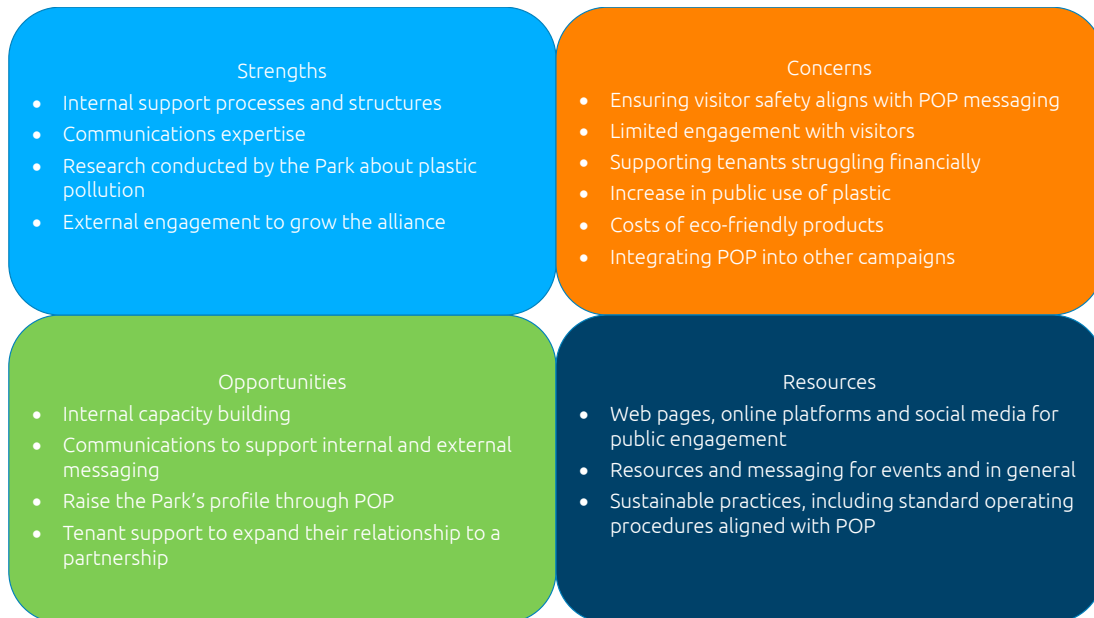 Strengths
• Internal support processes and structures
• Communications expertise
• Research conducted by the Park about plastic
pollution
• External engagement to grow the alliance
Concerns
• Ensuring visitor safety aligns with POP messaging
• Limited engagement with visitors
• Supporting tenants struggling financially
• Increase in public use of plastic
• Costs of eco-friendly products
• Integrating POP into other campaigns
Opportunities
• Internal capacity building
• Communications to support internal and external
messaging
• Raise the Park’s profile through POP
• Tenant support to expand their relationship to a
partnership
Resources
• Web pages, online platforms and social media for
public engagement
• Resources and messaging for events and in general
• Sustainable practices, including standard operating
procedures aligned with POP